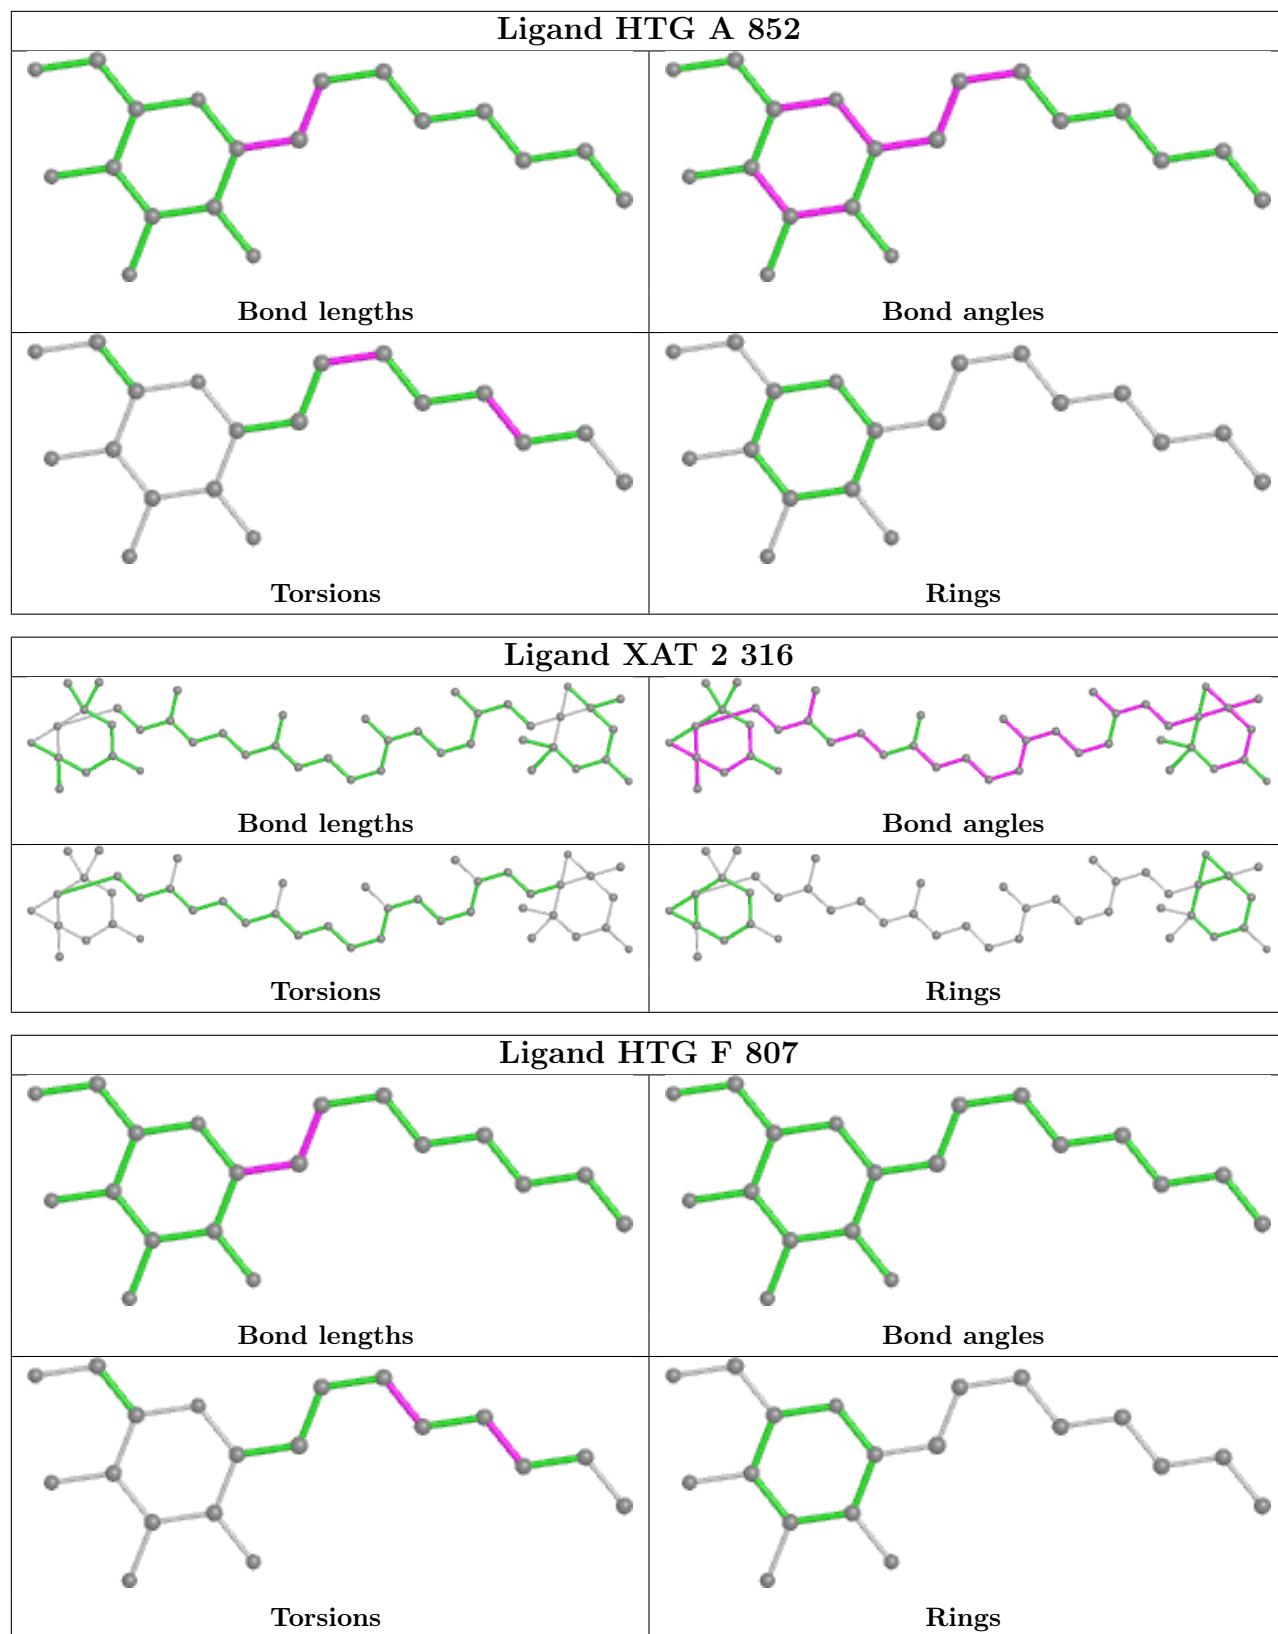 Ligand HTG A 852
Bond lengths
Bond angles
Torsions
Rings
Ligand XAT 2 316
Bond lengths
Bond angles
Torsions
Rings
Ligand HTG F 807
Bond lengths
Bond angles
Torsions
Rings